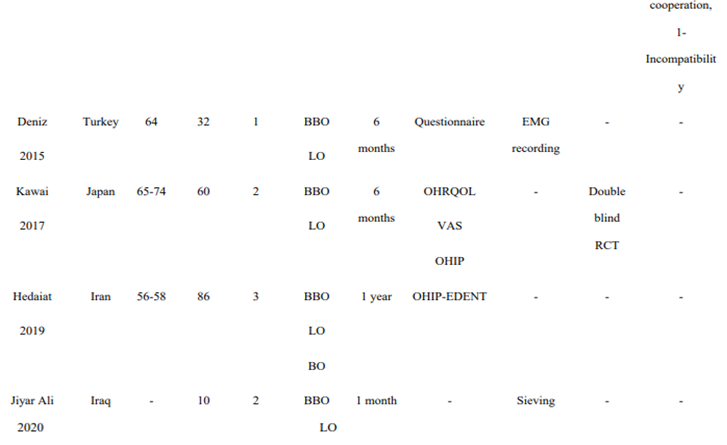 cooperation,
1-
Incompatibilit
y
Deniz Turkey 64 32 1 BBO 6 Questionnaire EMG - -
2015 LO months recording
Kawai Japan 65-74 60 2 BBO 6 OHRQOL - Double -
2017 LO months VAS blind
OHIP RCT
Hedaiat Iran 56-58 86 3 BBO 1 year OHIP-EDENT - - -
2019 LO
BO
Jiyar Ali Iraq - 10 2 BBO 1 month - Sieving - -
2020 LO